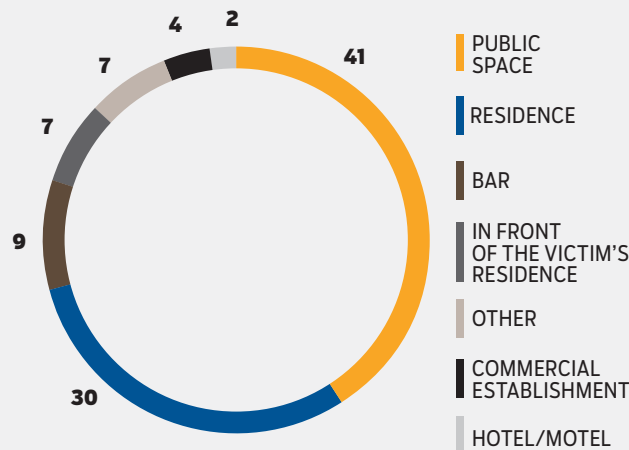 2
4
41
7
7
9
30
PUBLIC
SPACE
RESIDENCE
BAR
IN FRONT
OF THE VICTIM'S
RESIDENCE
OTHER
COMMERCIAL
ESTABLISHMENT
HOTEL/MOTEL